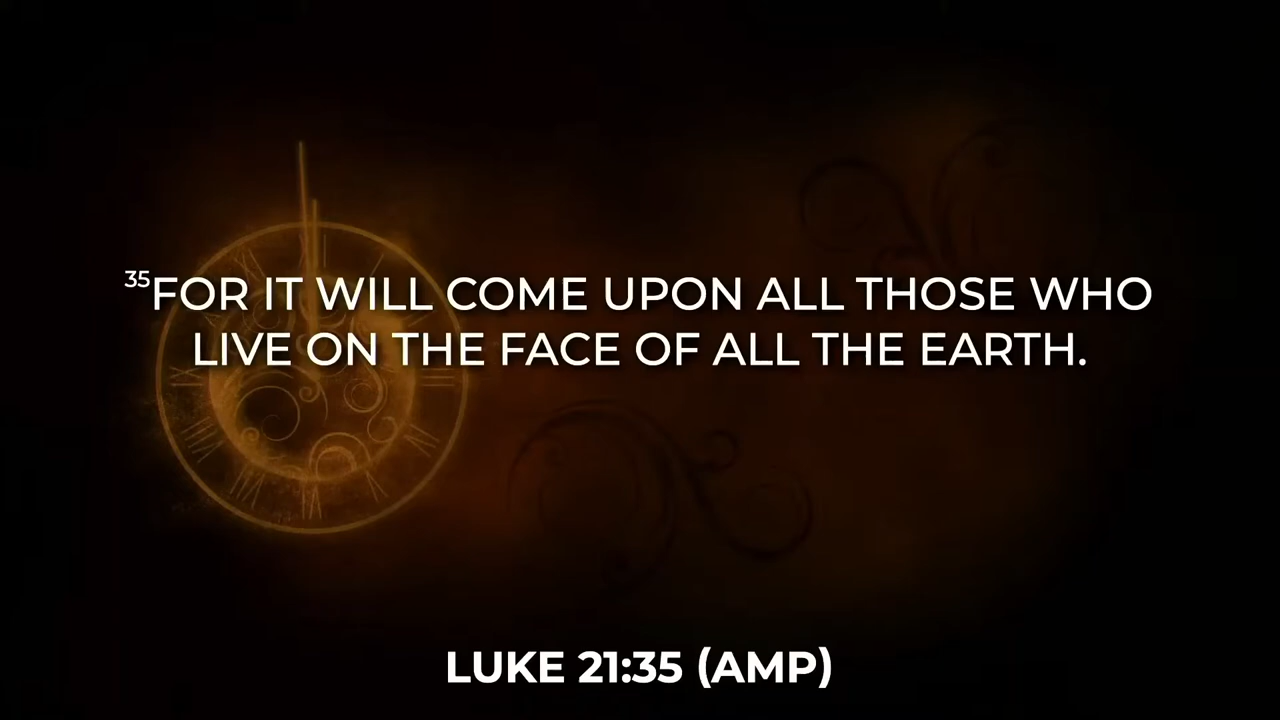 35FOR IT WILL COME UPON ALL THOSE WHO
LIVE ON THE FACE OF ALL THE EARTH.
LUKE 21:35 (AMP)